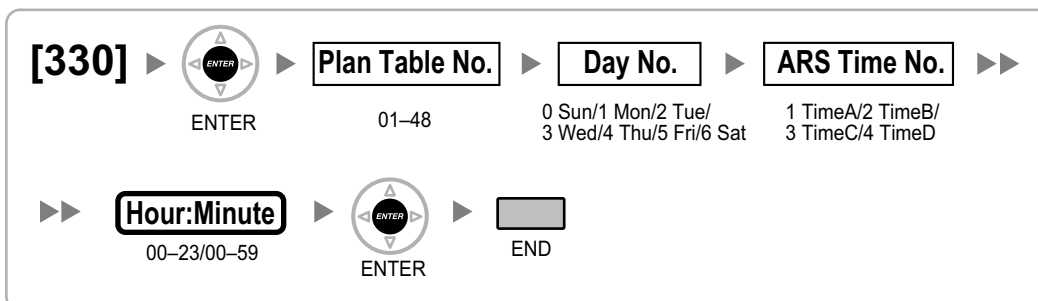 [330] ENTER Plan Table No. Day No. ARS Time No.
ENTER 01–48 0 Sun/1 Mon/2 Tue/ 1 TimeA/2 TimeB/
3 Wed/4 Thu/5 Fri/6 Sat 3 TimeC/4 TimeD
Hour:Minute ENTER
00–23/00–59 ENTER END